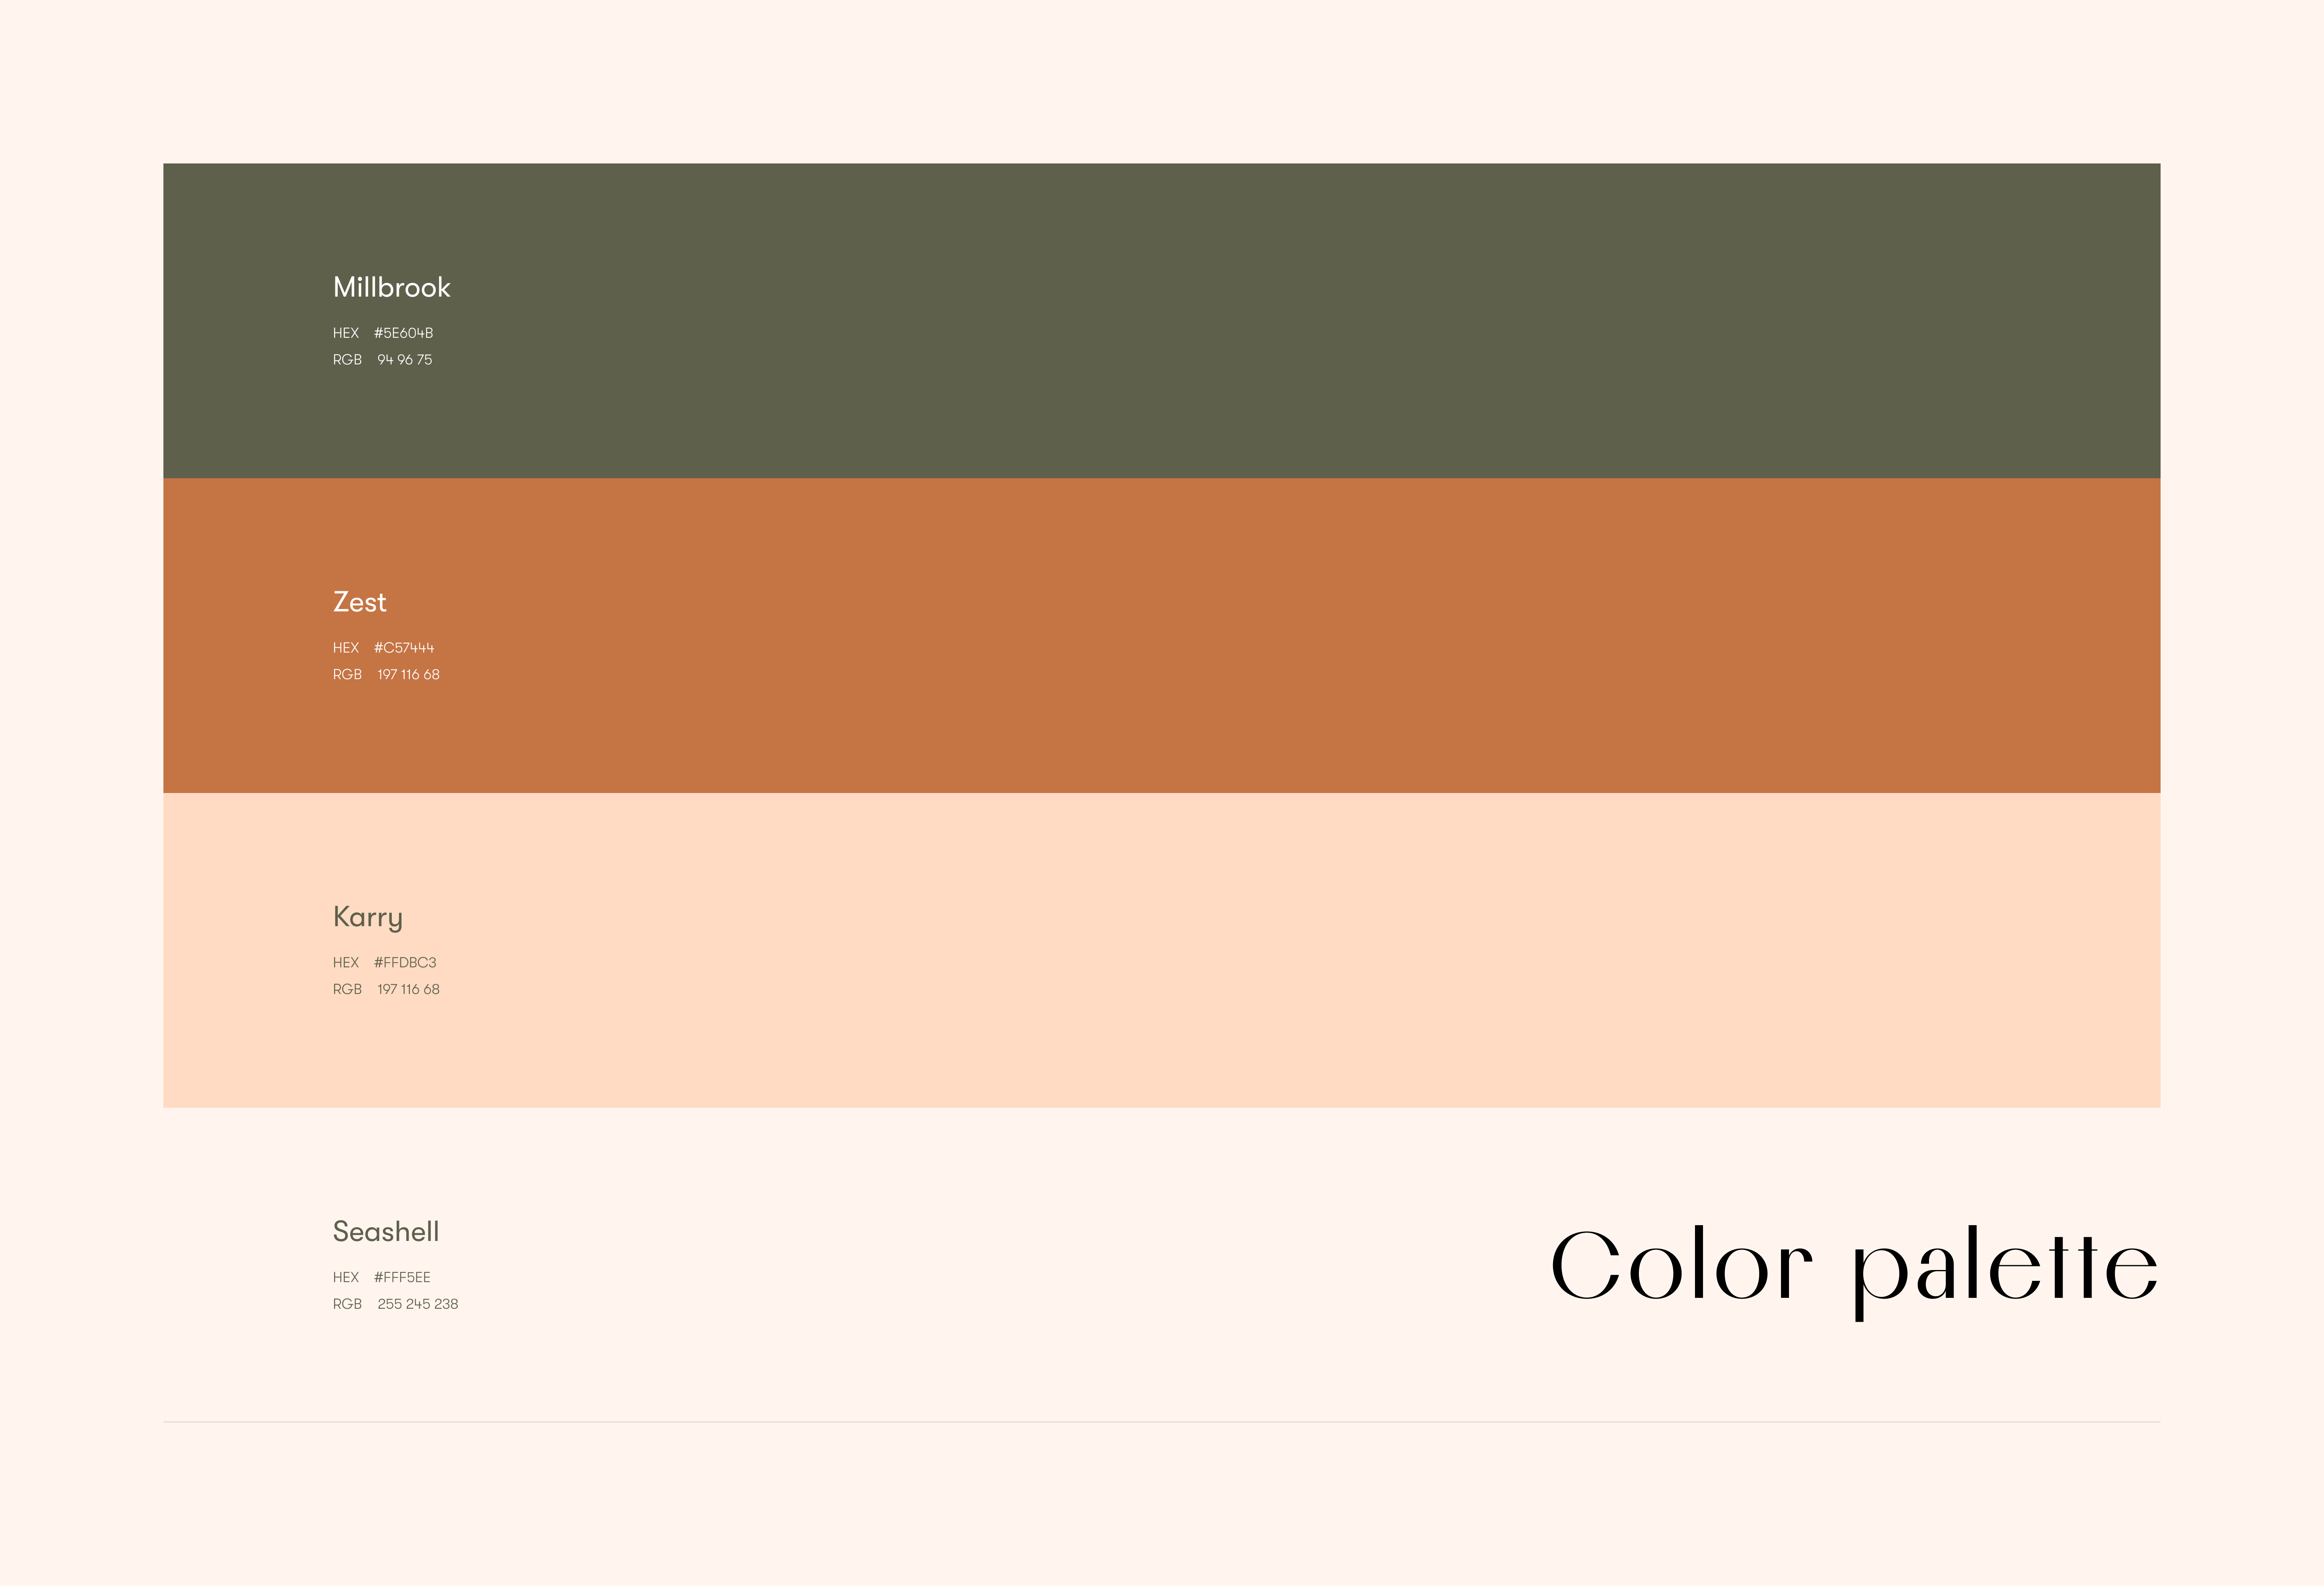 Millbrook
HEX #5E604B
RGB 94 96 75
Zest
HEX #C57444
RGB 197 116 68
Karry
HEX #FFDBC3
RGB 197 116 68
Seashell
HEX #FFF5EE
RGB 255 245 238
Color palette